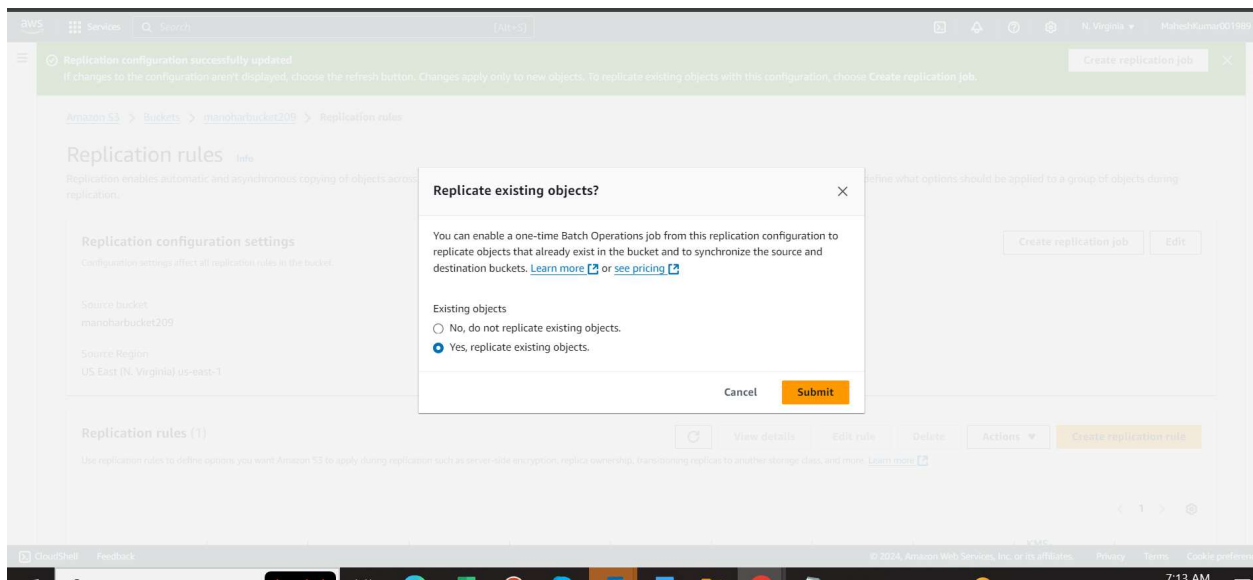 aws
Services
Search
[Alt+S]
N. Virginia
MaheshKumar001989
Replication configuration successfully updated
If changes to the configuration aren't displayed, choose the refresh button. Changes apply only to new objects. To replicate existing objects with this configuration, choose Create replication job.
Create replication job
Amazon S3 > Buckets > manoharbucket209 > Replication rules
Replication rules Info
Replication enables automatic and asynchronous copying of objects across
define what options should be applied to a group of objects during
replication.
Replication configuration settings
Create replication job
Edit
Configuration settings affect all replication rules in the bucket.
Source bucket
manoharbucket209
Source Region
US East (N. Virginia) us-east-1
Replicate existing objects?
You can enable a one-time Batch Operations job from this replication configuration to
replicate objects that already exist in the bucket and to synchronize the source and
destination buckets. Learn more or see pricing
Existing objects
No, do not replicate existing objects.
Yes, replicate existing objects.
Cancel
Submit
Replication rules (1)
View details
Edit rule
Delete
Actions
Create replication rule
Use replication rules to define options you want Amazon S3 to apply during replication such as server-side encryption, replica ownership, transitioning replicas to another storage class, and more. Learn more
< 1 >
KMS-
CloudShell
Feedback
© 2024, Amazon Web Services, Inc. or its affiliates.
Privacy
Terms
Cookie preferen
7:13 AM